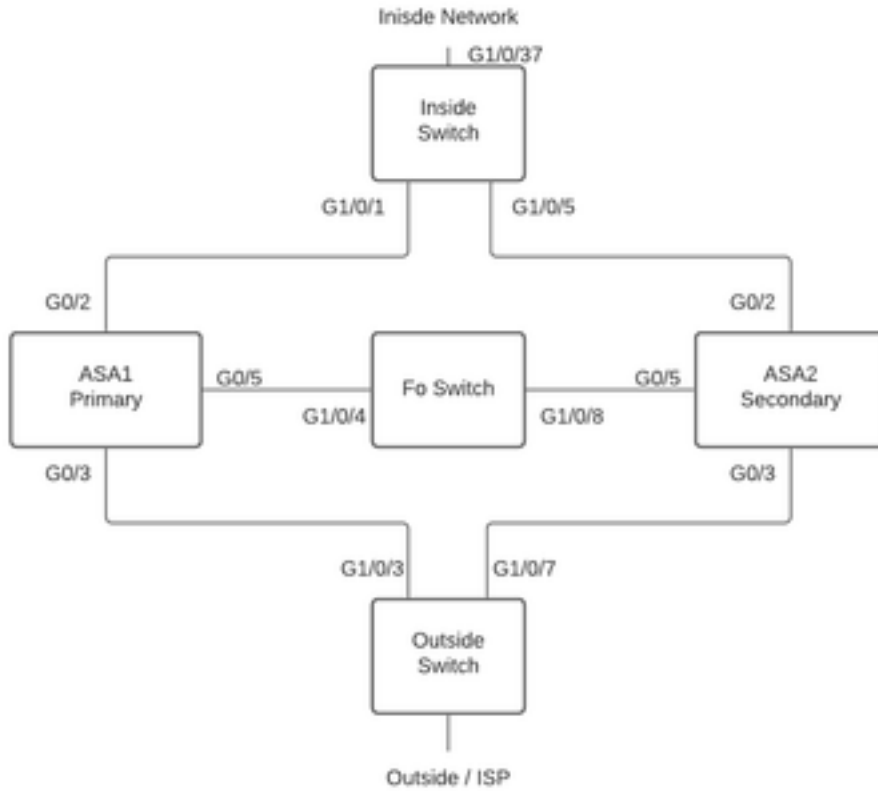 Inisde Network
G1/0/37
Inside
Switch
G1/0/1
G1/0/5
G0/2
G0/2
ASA1
Primary
G0/5
G1/0/4
Fo Switch
G0/5
G1/0/8
ASA2
Secondary
G0/3
G0/3
G1/0/3
G1/0/7
Outside
Switch
Outside / ISP